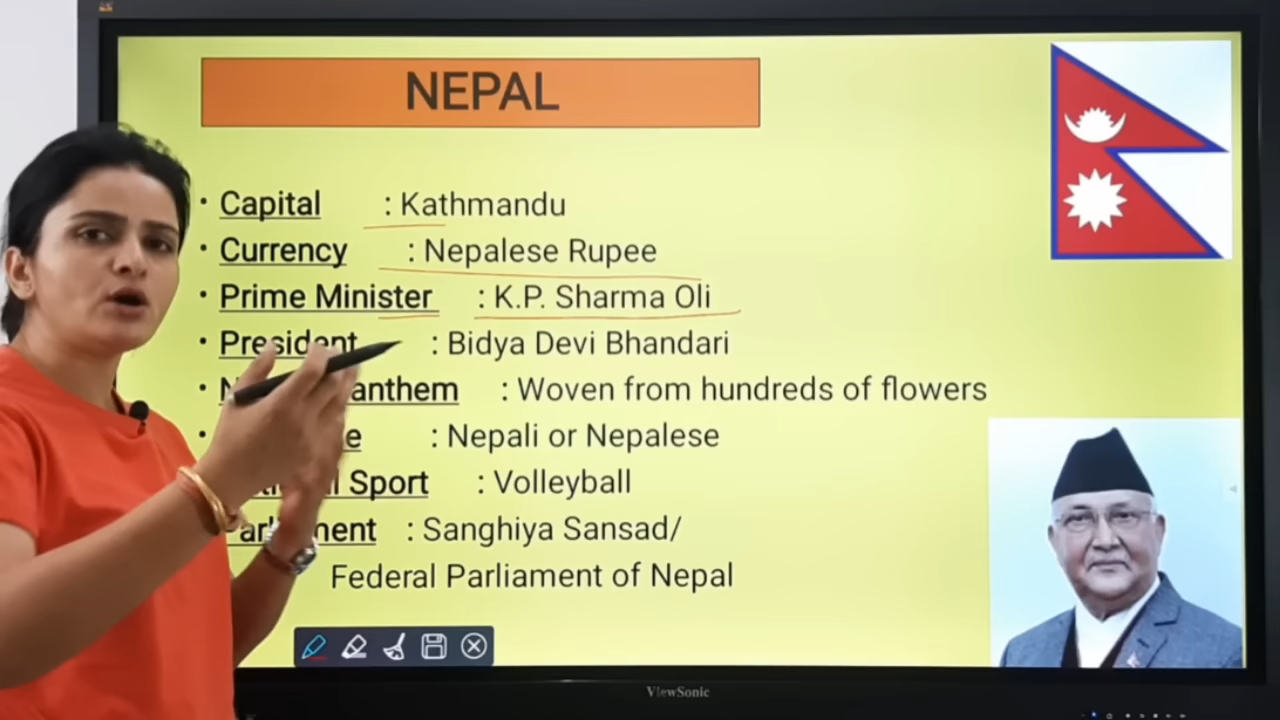 NEPAL
• Capital : Kathmandu
• Currency : Nepalese Rupee
• Prime Minister : K.P. Sharma Oli
• President : Bidya Devi Bhandari
• anthem : Woven from hundreds of flowers
• : Nepali or Nepalese
Sport : Volleyball
: Sanghiya Sansad/
Federal Parliament of Nepal
ViewSonic